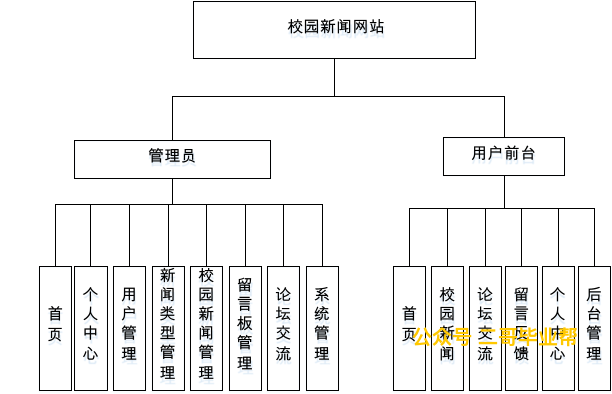 校园新闻网站
管理员
用户前台
首页
个人中心
用户管理
新闻类型管理
校园新闻管理
留言板管理
论坛交流
系统管理
首页
校园新闻
论坛交流
留言反馈
个人中心
后台管理
公众号 二哥毕业帮